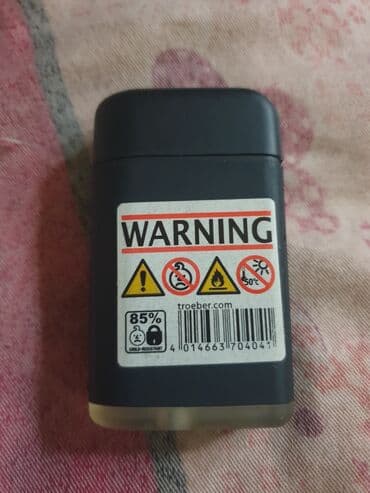 WARNING
50°C
troeber.com
85%
CHILD-RESISTANT
4 014663 704041